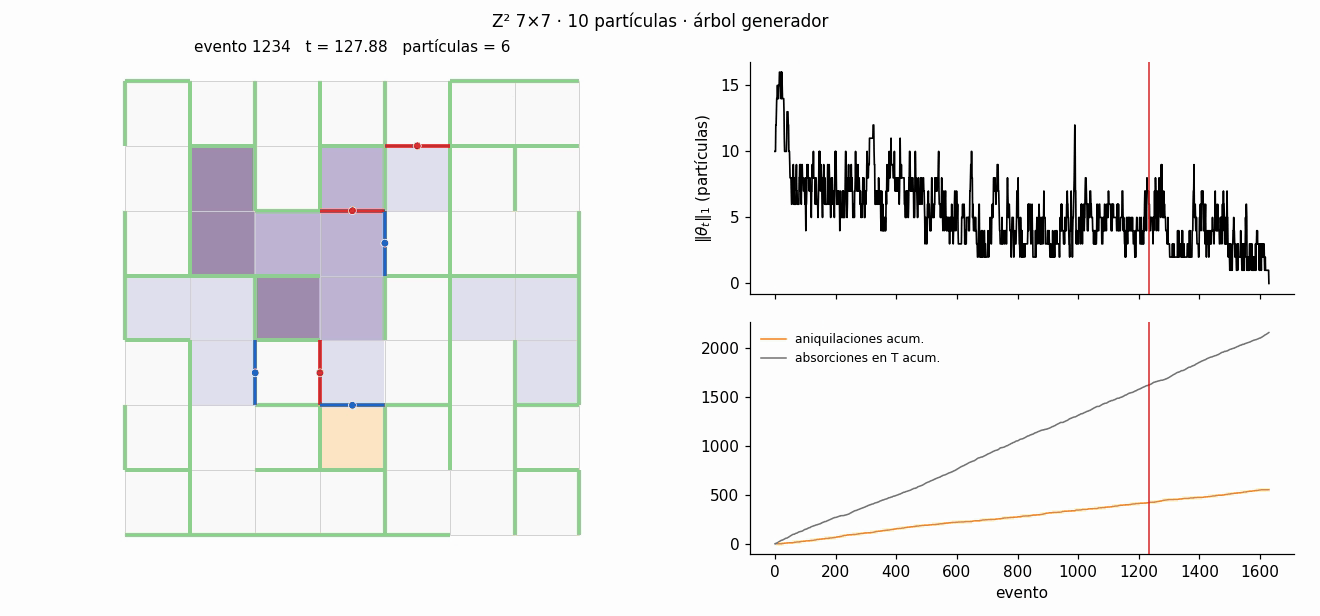 Z² 7×7 · 10 partículas · árbol generador
evento 1234   t = 127.88   partículas = 6
‖θₜ‖₁ (partículas)
15
10
5
0
aniquilaciones acum.
absorciones en T acum.
2000
1500
1000
500
0
0 200 400 600 800 1000 1200 1400 1600
evento